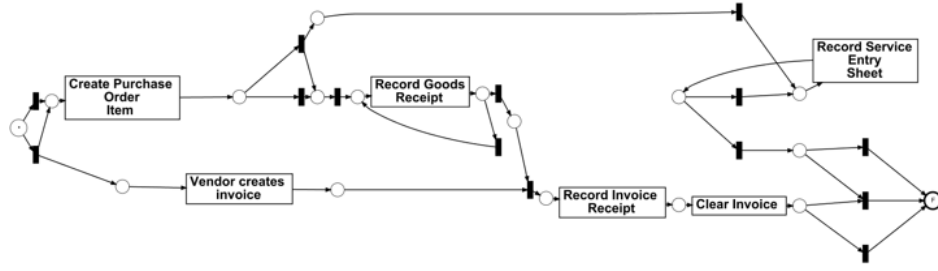 Record Service
Entry
Sheet
Create Purchase
Order
Item
Record Goods
Receipt
Vendor creates
invoice
Record Invoice
Receipt
Clear Invoice
F